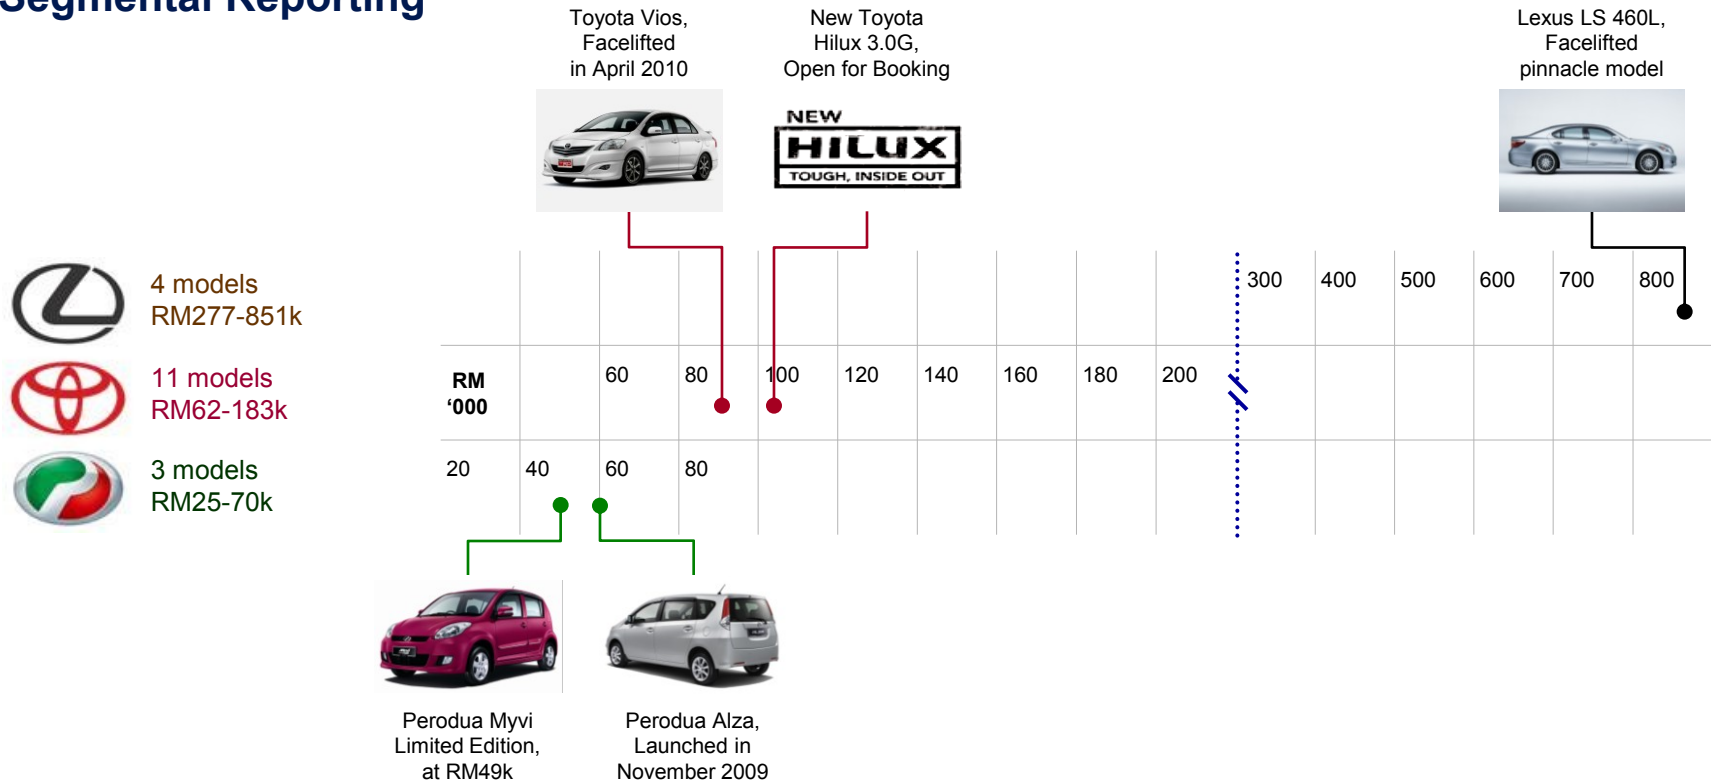 Segmental Reporting
Toyota Vios,
Facelifted
in April 2010
New Toyota
Hilux 3.0G,
Open for Booking
Lexus LS 460L,
Facelifted
pinnacle model
NEW
HILUX
TOUGH, INSIDE OUT
4 models
RM277-851k
300 400 500 600 700 800
11 models
RM62-183k
RM
‘000
60 80 100 120 140 160 180 200
3 models
RM25-70k
20 40 60 80
Perodua Myvi
Limited Edition,
at RM49k
Perodua Alza,
Launched in
November 2009